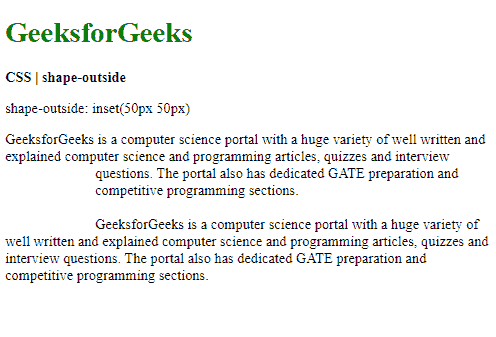 GeeksforGeeks
CSS | shape-outside
shape-outside: inset(50px 50px)
GeeksforGeeks is a computer science portal with a huge variety of well written and
explained computer science and programming articles, quizzes and interview
questions. The portal also has dedicated GATE preparation and
competitive programming sections.
GeeksforGeeks is a computer science portal with a huge variety of
well written and explained computer science and programming articles, quizzes and
interview questions. The portal also has dedicated GATE preparation and
competitive programming sections.